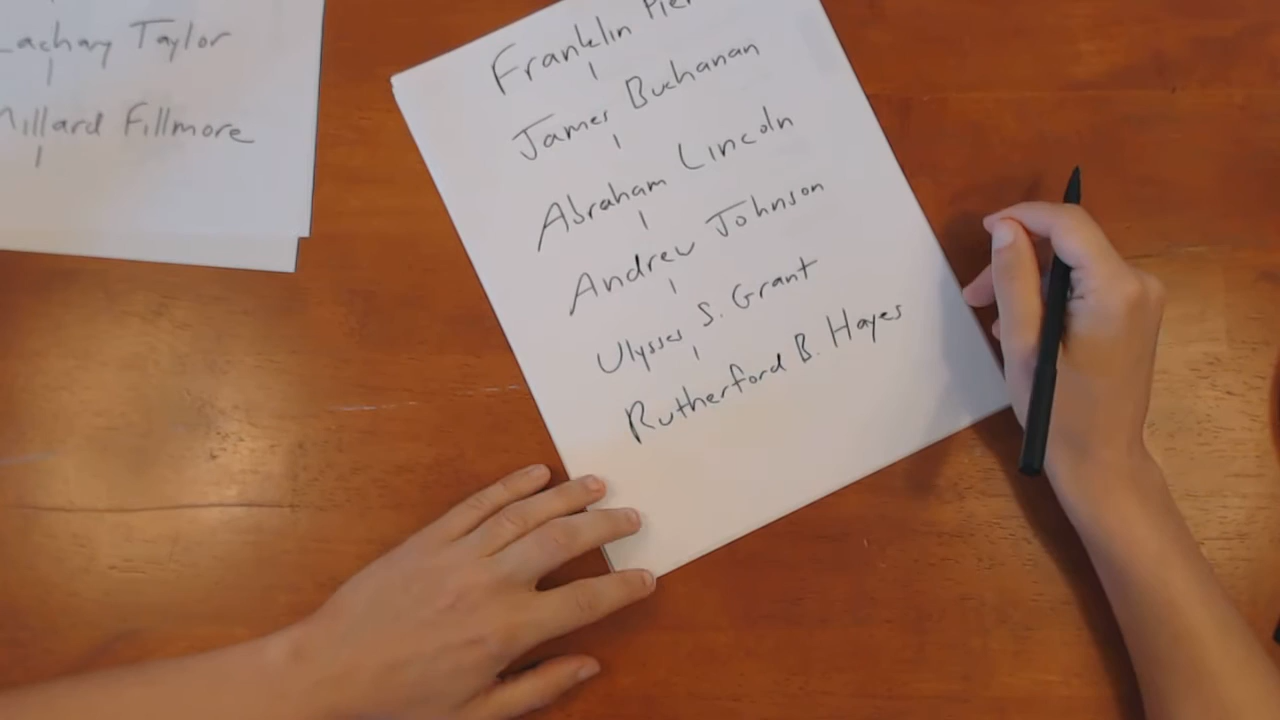 Zachary Taylor
Millard Fillmore
Franklin
James Buchanan
Abraham Lincoln
Andrew Johnson
Ulysses S. Grant
Rutherford B. Hayes